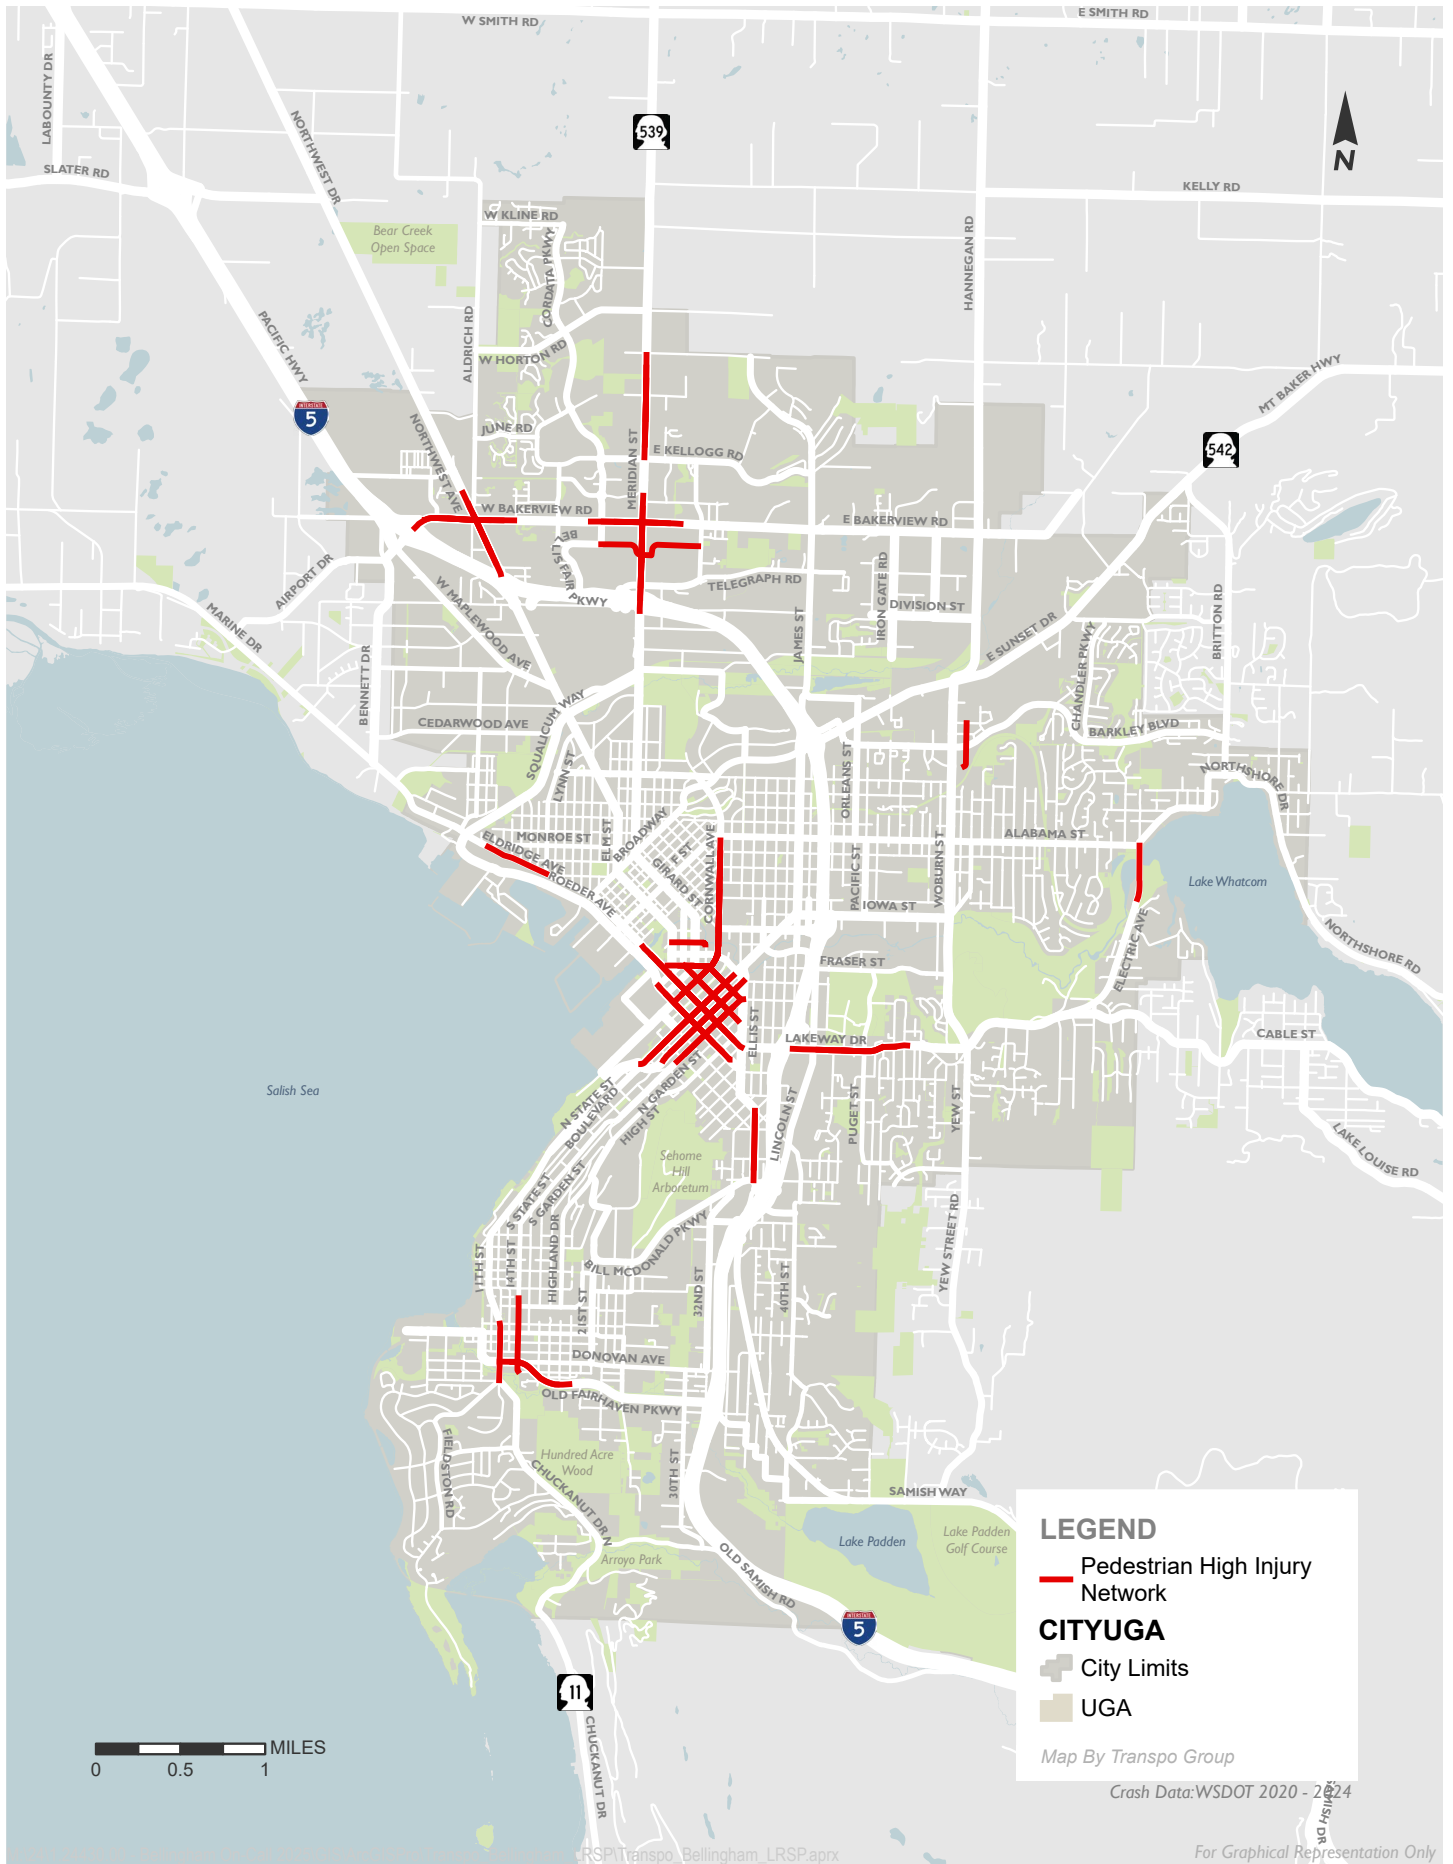 W SMITH RD
E SMITH RD
LABOUNTY DR
NORTHWEST DR
539
N
SLATER RD
KELLY RD
W KLINE RD
Bear Creek
Open Space
CORDATA PKWY
HANNEGAN RD
PACIFIC HWY
ALDRICH RD
W HORTON RD
MT BAKER HWY
INTERSTATE
5
NORTHWEST AVE
JUNE RD
MERIDIAN ST
E KELLOGG RD
542
W BAKERVIEW RD
E BAKERVIEW RD
BELLISFAIR PKWY
AIRPORT DR
TELEGRAPH RD
IRON GATE RD
DIVISION ST
MARINE DR
W MAPLEWOOD AVE
JAMES ST
E SUNSET DR
CHANDLER PKWY
BRITTON RD
BENNETT DR
CEDARWOOD AVE
SQUALICUM WAY
BARKLEY BLVD
LYNN ST
ORLEANS ST
NORTHSHORE DR
MONROE ST
ELM ST
BROADWAY
ALABAMA ST
ELDRIDGE AVE
E ST
GIRARD ST
CORNWALL AVE
PACIFIC ST
WOBURN ST
Lake Whatcom
ROEDER AVE
IOWA ST
NORTHSHORE RD
FRASER ST
ELECTRIC AVE
ELLIS ST
LAKEWAY DR
CABLE ST
Salish Sea
N STATE ST
BOULEVARD
N GARDEN ST
HIGH ST
LINCOLN ST
PUGET ST
YEW ST
LAKE LOUISE RD
Sehome
Hill
Arboretum
S STATE ST
S GARDEN ST
11TH ST
14TH ST
HIGHLAND DR
BILL MCDONALD PKWY
YEW STREET RD
21ST ST
32ND ST
40TH ST
DONOVAN AVE
OLD FAIRHAVEN PKWY
FIELDSTON RD
Hundred Acre
Wood
CHUCKANUT DR N
30TH ST
SAMISH WAY
Lake Padden
Lake Padden
Golf Course
Arroyo Park
OLD SAMISH RD
INTERSTATE
5
11
CHUCKANUT DR
LEGEND
Pedestrian High Injury
Network
CITYUGA
City Limits
UGA
Map By Transpo Group
MILES
0 0.5 1
Crash Data:WSDOT 2020 - 2024
SAMISH DR
RSP\Transpo_Bellingham_LRSP.aprx
For Graphical Representation Only